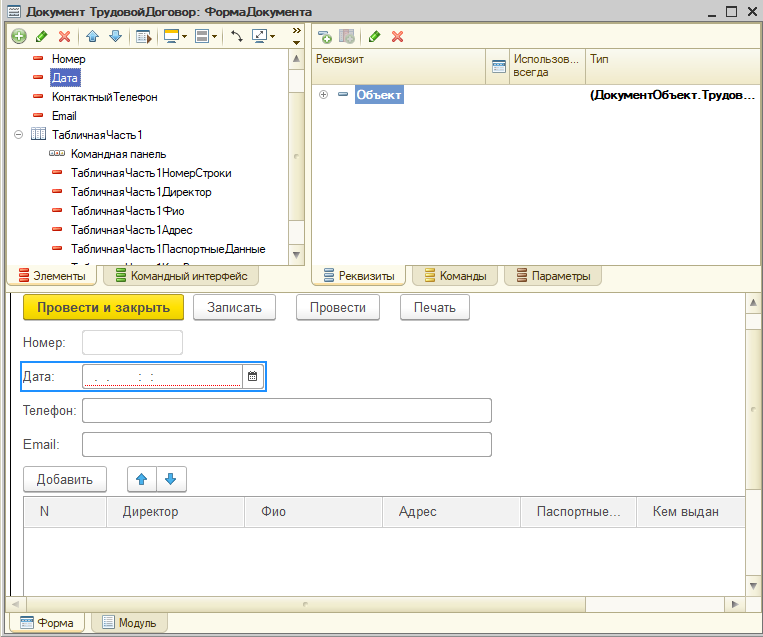 Документ ТрудовойДоговор: ФормаДокумента
Номер
Дата
КонтактныйТелефон
Email
ТабличнаяЧасть1
Командная панель
ТабличнаяЧасть1НомерСтроки
ТабличнаяЧасть1Директор
ТабличнаяЧасть1Фио
ТабличнаяЧасть1Адрес
ТабличнаяЧасть1ПаспортныеДанные
Элементы
Командный интерфейс
Реквизит
Использов...
всегда
Тип
Объект
(ДокументОбъект.Трудов...
Реквизиты
Команды
Параметры
Провести и закрыть
Записать
Провести
Печать
Номер:
Дата:
. . : :
Телефон:
Email:
Добавить
N
Директор
Фио
Адрес
Паспортные...
Кем выдан
Форма
Модуль